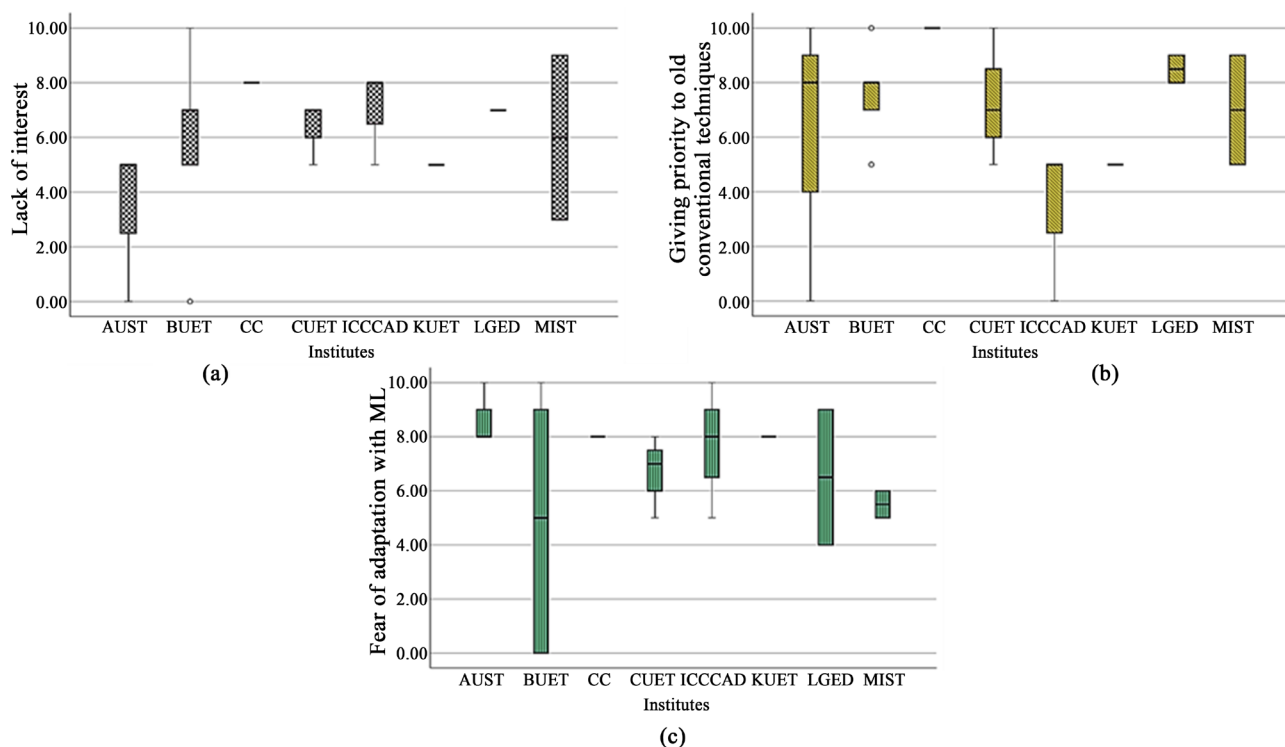 Lack of interest
10.00
8.00
6.00
4.00
2.00
0.00
AUST BUET CC CUET ICCCAD KUET LGED MIST
Institutes
(a)
Giving priority to old
conventional techniques
10.00
8.00
6.00
4.00
2.00
0.00
AUST BUET CC CUET ICCCAD KUET LGED MIST
Institutes
(b)
Fear of adaptation with ML
10.00
8.00
6.00
4.00
2.00
0.00
AUST BUET CC CUET ICCCAD KUET LGED MIST
Institutes
(c)